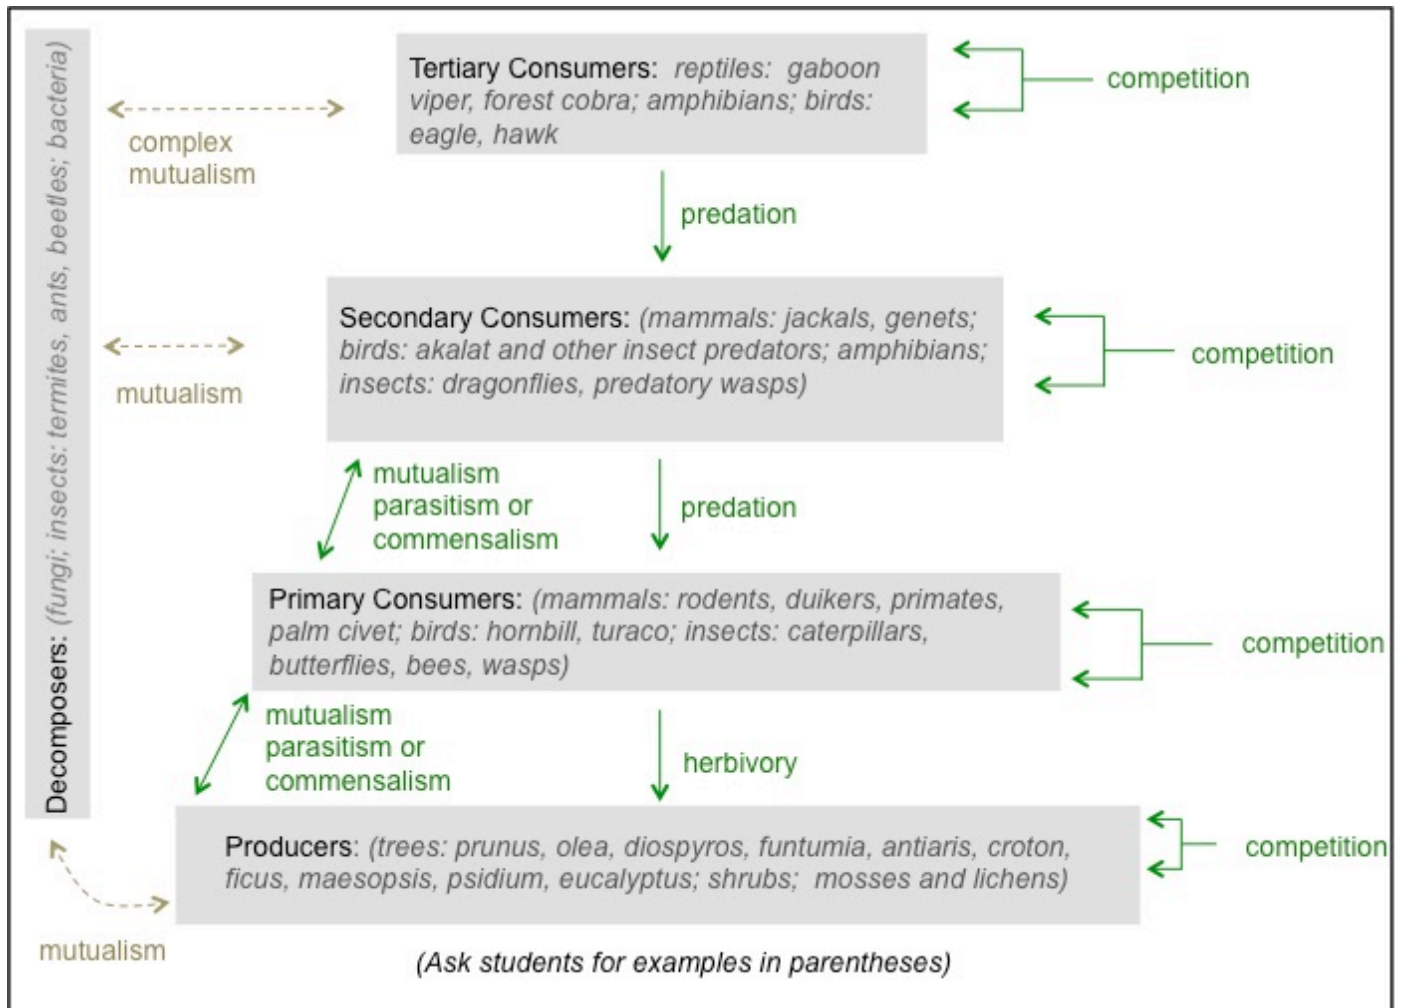 Tertiary Consumers: reptiles: gaboon
viper, forest cobra; amphibians; birds:
eagle, hawk
competition
complex
mutualism
predation
Secondary Consumers: (mammals: jackals, genets;
birds: akalat and other insect predators; amphibians;
insects: dragonflies, predatory wasps)
competition
mutualism
mutualism
parasitism or
commensalism
predation
Primary Consumers: (mammals: rodents, duikers, primates,
palm civet; birds: hornbill, turaco; insects: caterpillars,
butterflies, bees, wasps)
competition
mutualism
parasitism or
commensalism
herbivory
Decomposers: (fungi; insects: termites, ants, beetles; bacteria)
Producers: (trees: prunus, olea, diospyros, funtumia, antiaris, croton,
ficus, maesopsis, psidium, eucalyptus; shrubs; mosses and lichens)
competition
mutualism
(Ask students for examples in parentheses)